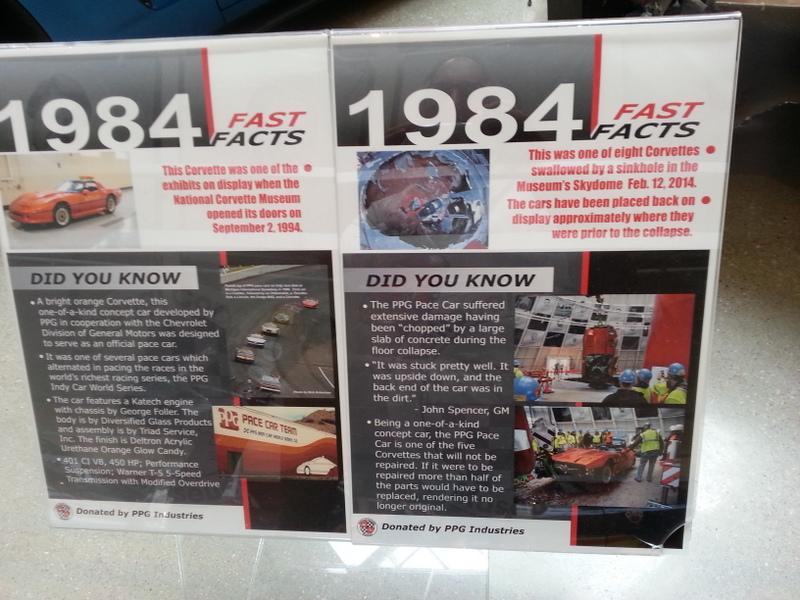 1984
FAST
FACTS
This Corvette was one of the
exhibits on display when the
National Corvette Museum
opened its doors on
September 2, 1994.
DID YOU KNOW
• A bright orange Corvette, this
one-of-a-kind concept car developed by
PPG in cooperation with the Chevrolet
Division of General Motors was designed
to serve as an official pace car.
• It was one of several pace cars which
alternated in pacing the races in the
world's richest racing series, the PPG
Indy Car World Series.
• The car features a Katech engine
with chassis by George Foller. The
body is by Diversified Glass Products
and assembly is by Triad Service,
Inc. The finish is Deltron Acrylic
Urethane Orange Glow Candy.
• 401 CI V8, 450 HP; Performance
Suspension; Warner T-5 5-Speed
Transmission with Modified Overdrive
PPG PACE CAR TEAM
Donated by PPG Industries
1984
FAST
FACTS
This was one of eight Corvettes
swallowed by a sinkhole in the
Museum's Skydome Feb. 12, 2014.
The cars have been placed back on
display approximately where they
were prior to the collapse.
DID YOU KNOW
• The PPG Pace Car suffered
extensive damage having
been "chopped" by a large
slab of concrete during the
floor collapse.
• "It was stuck pretty well. It
was upside down, and the
back end of the car was in
the dirt."
- John Spencer, GM
• Being a one-of-a-kind
concept car, the PPG Pace
Car is one of the five
Corvettes that will not be
repaired. If it were to be
repaired more than half of
the parts would have to be
replaced, rendering it no
longer original.
Donated by PPG Industries